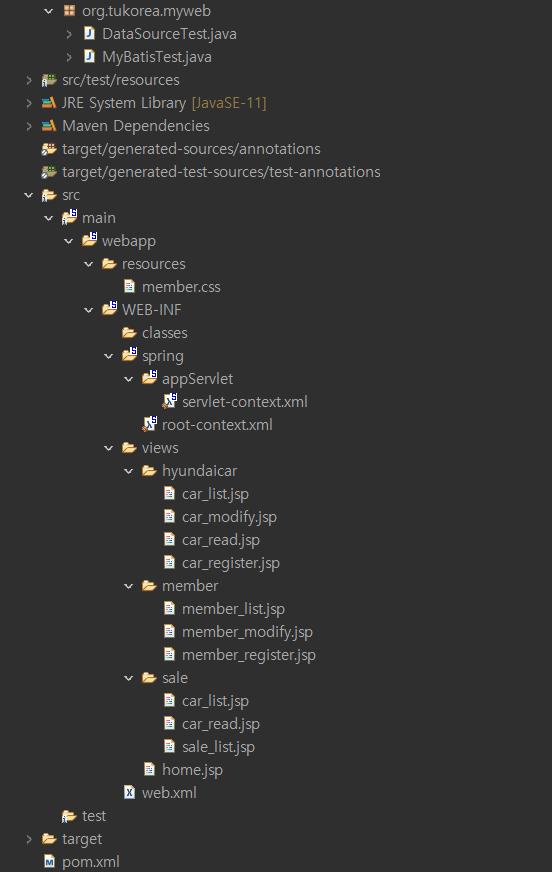 org.tukorea.myweb
DataSourceTest.java
MyBatisTest.java
src/test/resources
JRE System Library [JavaSE-11]
Maven Dependencies
target/generated-sources/annotations
target/generated-test-sources/test-annotations
src
main
webapp
resources
member.css
WEB-INF
classes
spring
appServlet
servlet-context.xml
root-context.xml
views
hyundaicar
car_list.jsp
car_modify.jsp
car_read.jsp
car_register.jsp
member
member_list.jsp
member_modify.jsp
member_register.jsp
sale
car_list.jsp
car_read.jsp
sale_list.jsp
home.jsp
web.xml
test
target
pom.xml